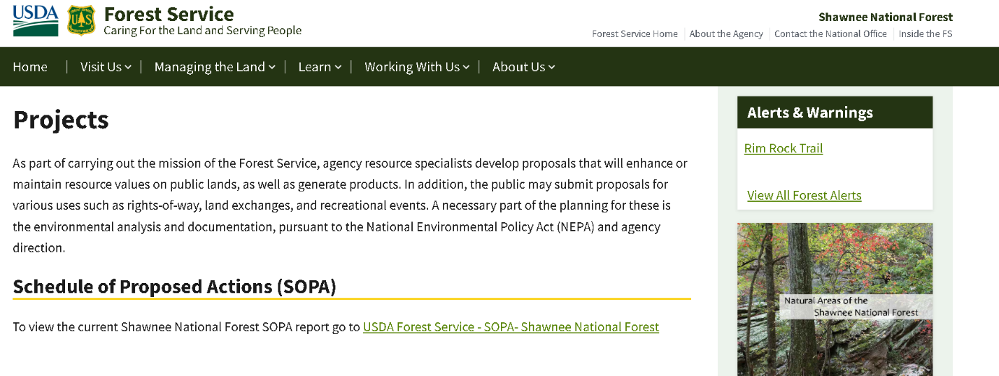 USDA
Forest Service
Caring For the Land and Serving People
Shawnee National Forest
Forest Service Home
About the Agency
Contact the National Office
Inside the FS
Home
Visit Us
Managing the Land
Learn
Working With Us
About Us
Projects
As part of carrying out the mission of the Forest Service, agency resource specialists develop proposals that will enhance or
maintain resource values on public lands, as well as generate products. In addition, the public may submit proposals for
various uses such as rights-of-way, land exchanges, and recreational events. A necessary part of the planning for these is
the environmental analysis and documentation, pursuant to the National Environmental Policy Act (NEPA) and agency
direction.
Schedule of Proposed Actions (SOPA)
To view the current Shawnee National Forest SOPA report go to USDA Forest Service - SOPA- Shawnee National Forest
Alerts & Warnings
Rim Rock Trail
View All Forest Alerts
Natural Areas of the
Shawnee National Forest